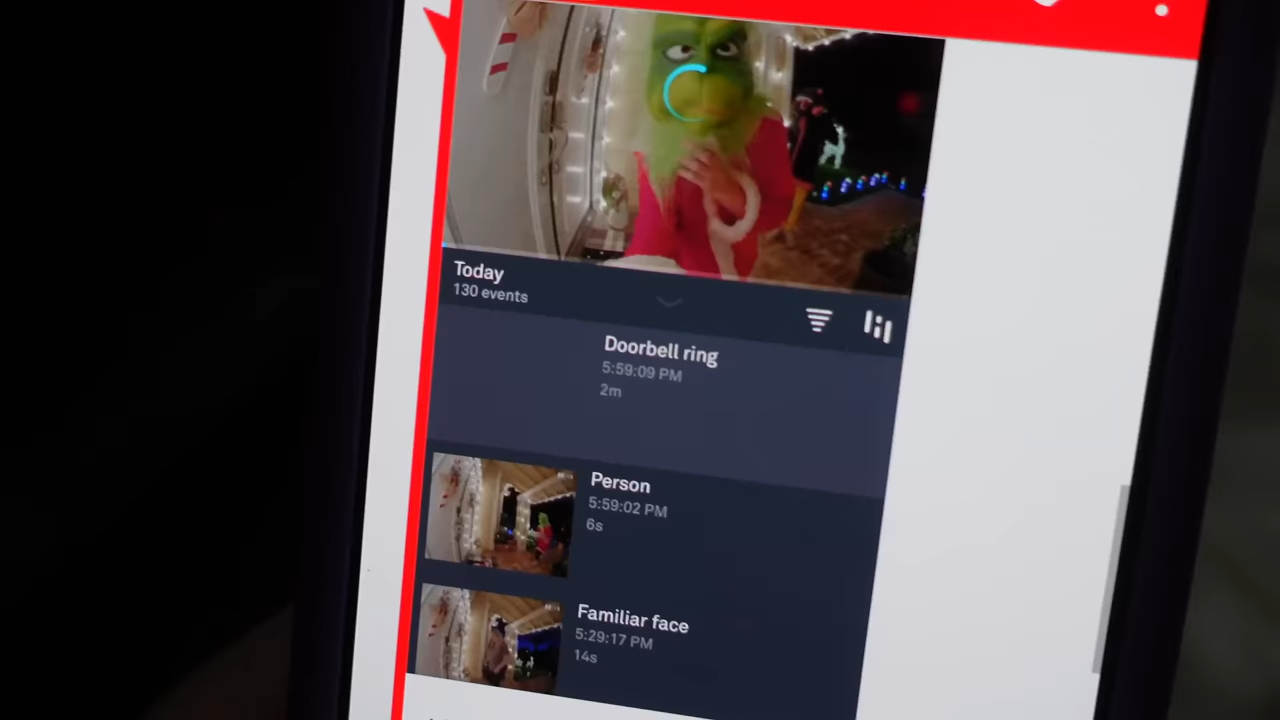 Today
130 events
Doorbell ring
5:59:09 PM
2m
Person
5:59:02 PM
6s
Familiar face
5:29:17 PM
14s